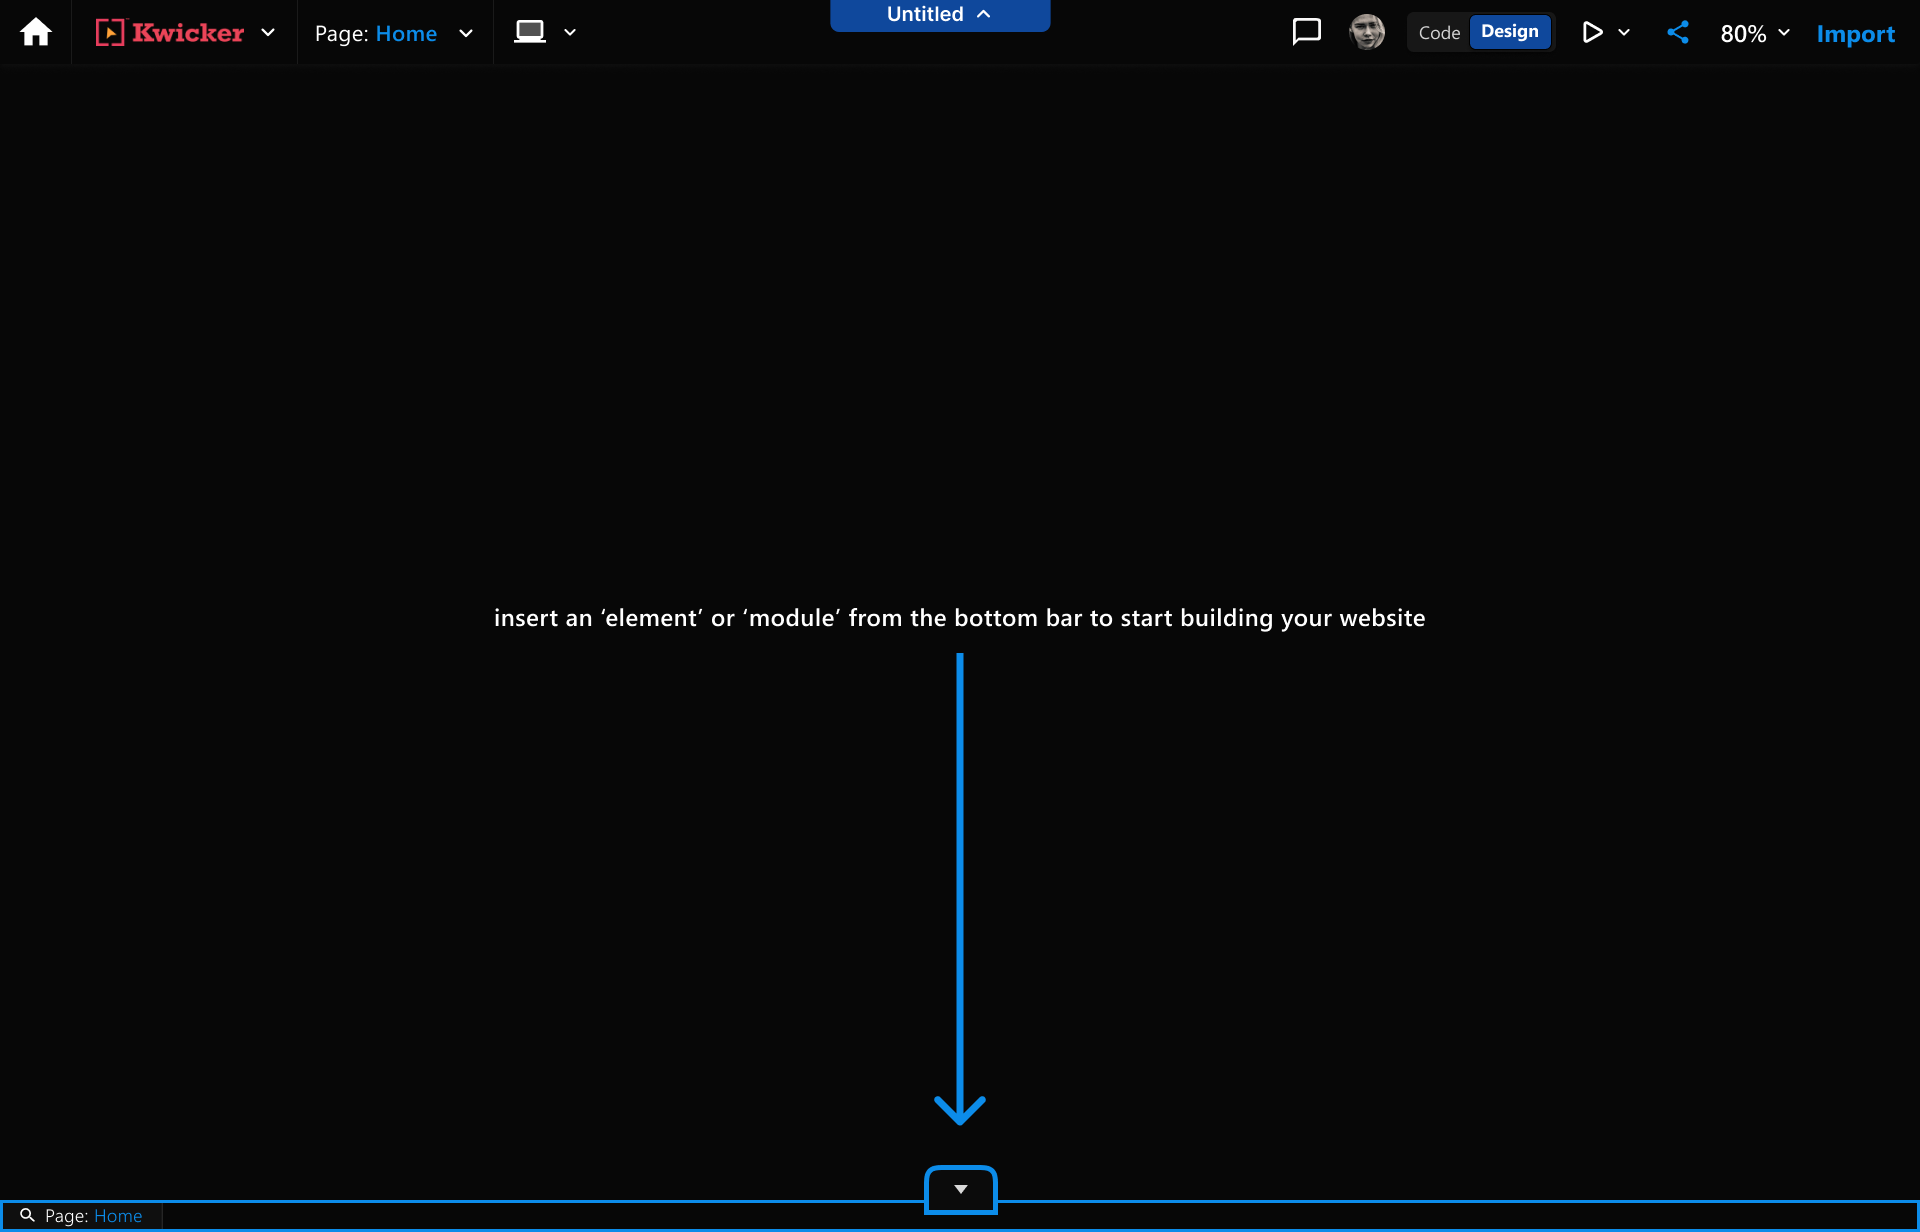 Kwicker
Page: Home
Untitled
Code
Design
80%
Import
insert an ‘element’ or ‘module’ from the bottom bar to start building your website
Page: Home